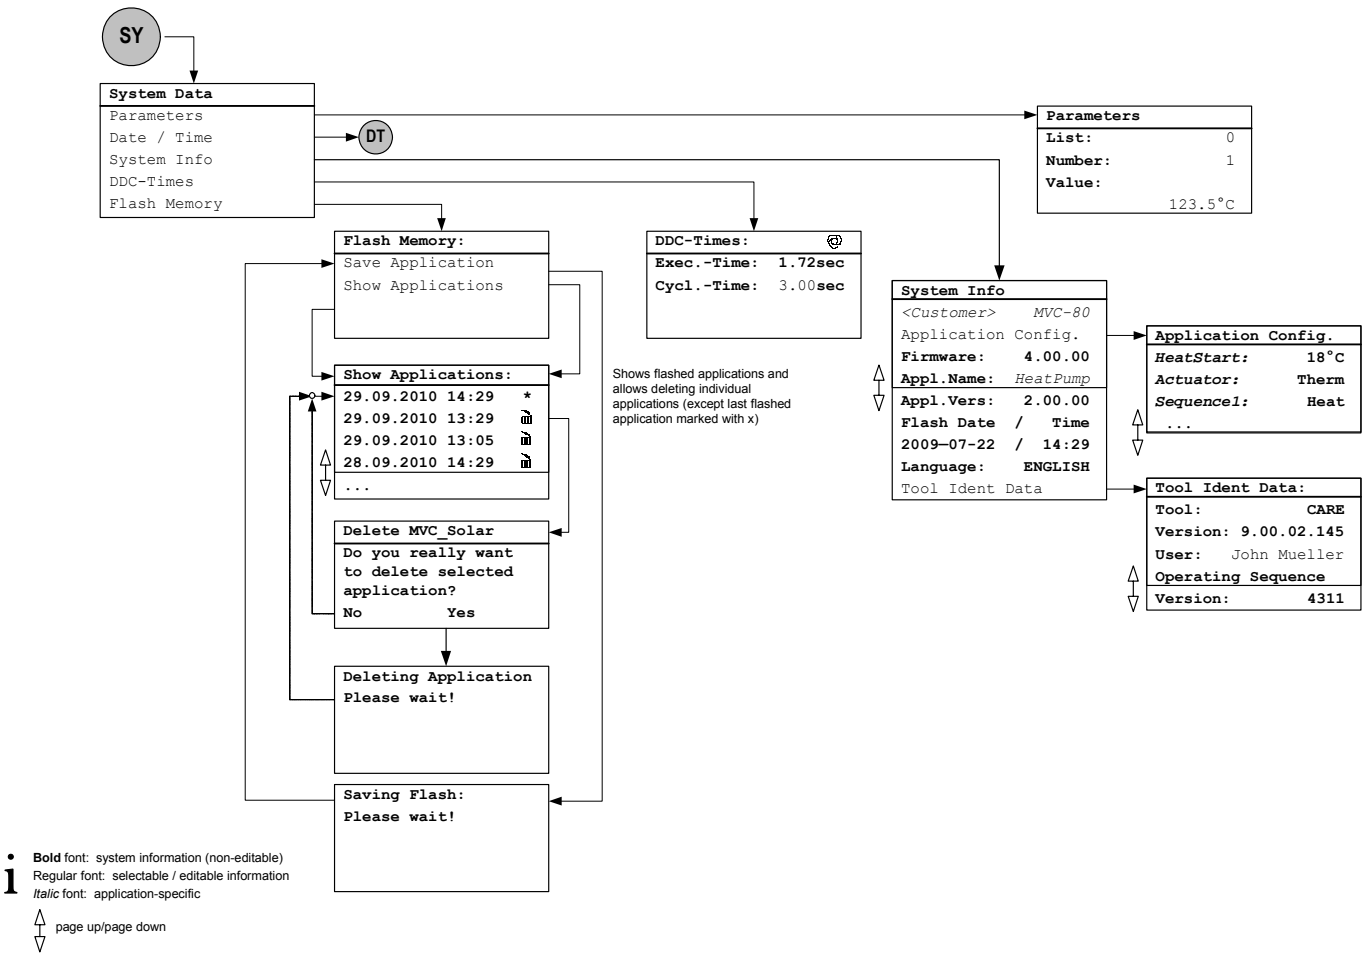 SY
System Data
Parameters
Date / Time
System Info
DDC-Times
Flash Memory
DT
Parameters
List: 0
Number: 1
Value:
123.5°C
Flash Memory:
Save Application
Show Applications
DDC-Times: @
Exec.-Time: 1.72sec
Cycl.-Time: 3.00sec
System Info
<Customer> MVC-80
Application Config.
Firmware: 4.00.00
Appl.Name: HeatPump
Appl.Vers: 2.00.00
Flash Date / Time
2009—07-22 / 14:29
Language: ENGLISH
Tool Ident Data
Application Config.
HeatStart: 18°C
Actuator: Therm
Sequence1: Heat
...
Show Applications:
29.09.2010 14:29 *
29.09.2010 13:29
29.09.2010 13:05
28.09.2010 14:29
...
Shows flashed applications and
allows deleting individual
applications (except last flashed
application marked with x)
Tool Ident Data:
Tool: CARE
Version: 9.00.02.145
User: John Mueller
Operating Sequence
Version: 4311
Delete MVC_Solar
Do you really want
to delete selected
application?
No Yes
Deleting Application
Please wait!
Saving Flash:
Please wait!
i
Bold font: system information (non-editable)
Regular font: selectable / editable information
Italic font: application-specific
page up/page down